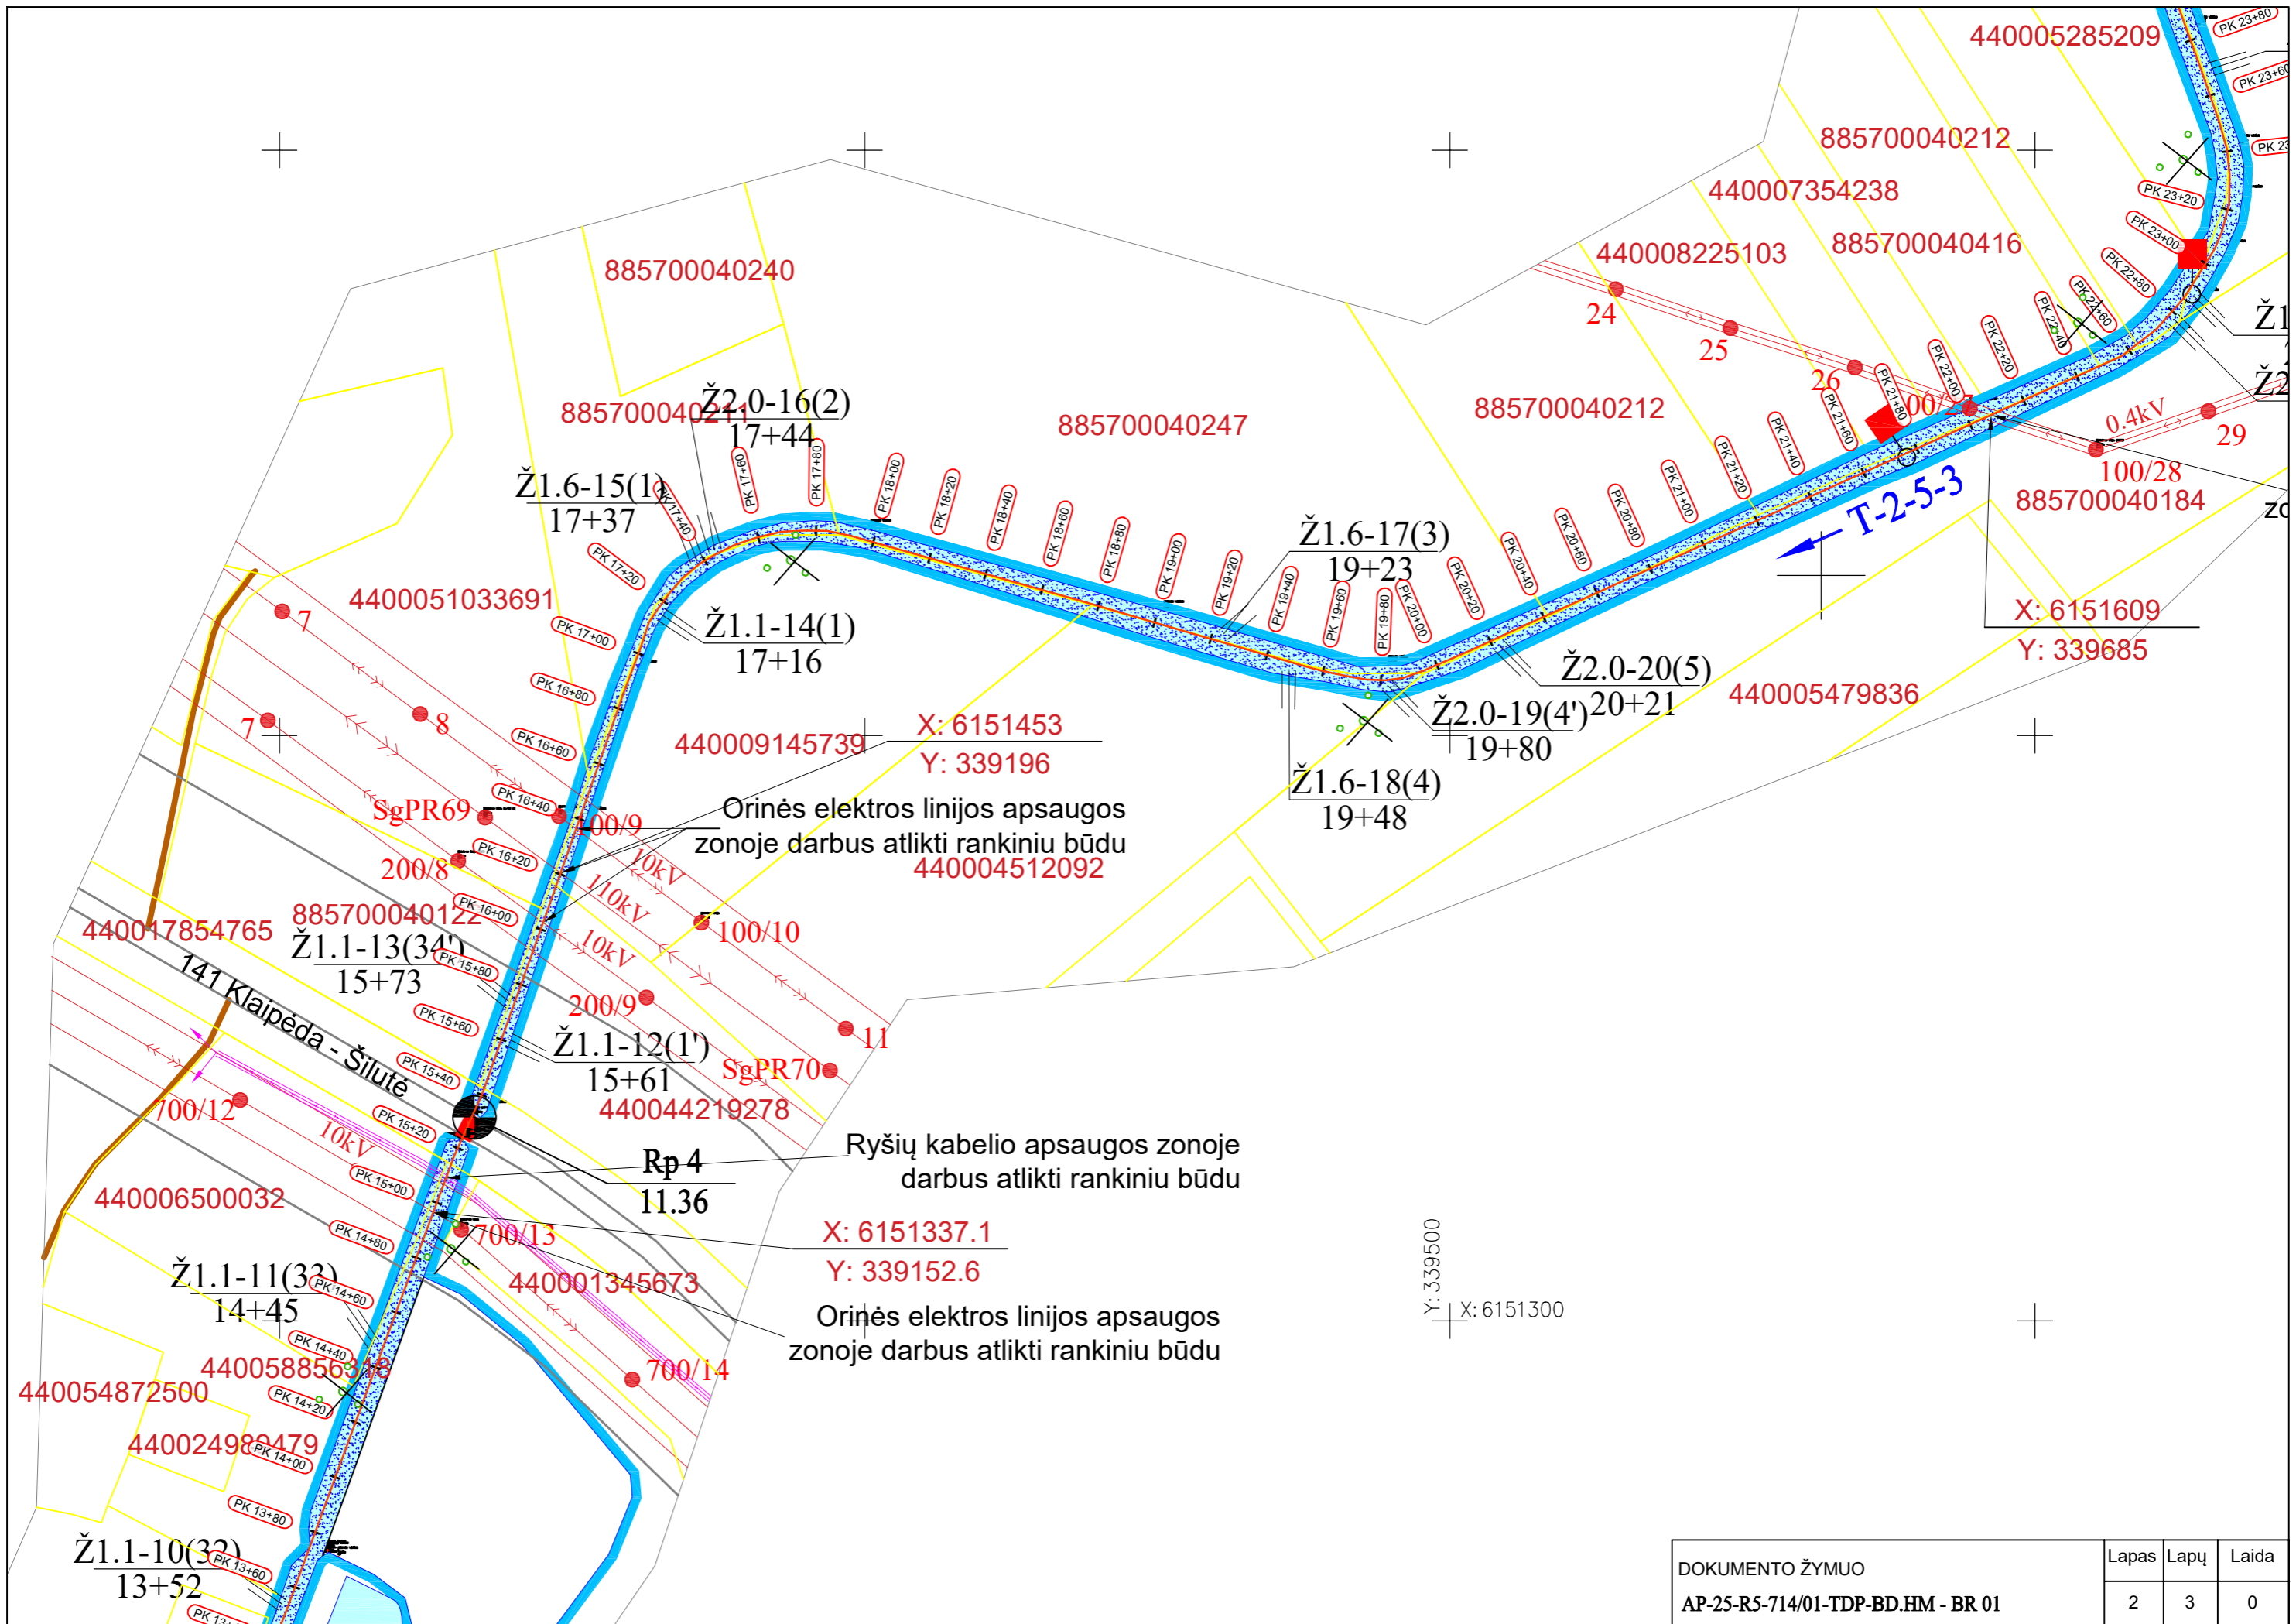 440005285209
PK 23+80
PK 23+60
885700040212
440007354238
885700040416
440008225103
PK 23+20
PK 23+00
PK 22+80
PK 22+60
PK 22+40
PK 22+20
PK 22+00
PK 21+80
PK 21+60
PK 21+40
PK 21+20
PK 21+00
PK 20+80
PK 20+60
PK 20+40
PK 20+20
PK 20+00
PK 19+80
PK 19+60
PK 19+40
PK 19+20
PK 19+00
PK 18+80
PK 18+60
PK 18+40
PK 18+20
PK 18+00
PK 17+80
PK 17+60
PK 17+40
PK 17+20
PK 17+00
PK 16+80
PK 16+60
PK 16+40
PK 16+20
PK 16+00
PK 15+80
PK 15+60
PK 15+40
PK 15+20
PK 15+00
PK 14+80
PK 14+60
PK 14+40
PK 14+20
PK 14+00
PK 13+80
PK 13+60
885700040240
24
25
26
0.4kV
29
100/28
885700040184
885700040211
Ž2.0-16(2)
17+44
885700040247
885700040212
Ž1.6-15(1)
17+37
T-2-5-3
Ž1.6-17(3)
19+23
4400051033691
7
Ž1.1-14(1)
17+16
X: 6151609
Y: 339685
Ž2.0-20(5)
20+21
440005479836
Ž2.0-19(4')
19+80
7
8
440009145739
X: 6151453
Y: 339196
Ž1.6-18(4)
19+48
SgPR69
Orinės elektros linijos apsaugos
zonoje darbus atlikti rankiniu būdu
440004512092
200/8
10kV
110kV
10kV
100/10
440017854765
885700040122
Ž1.1-13(34')
15+73
141 Klaipėda - Šilutė
200/9
11
Ž1.1-12(1')
15+61
SgPR70
440044219278
700/12
10kV
Rp 4
11.36
Ryšių kabelio apsaugos zonoje
darbus atlikti rankiniu būdu
440006500032
700/13
X: 6151337.1
Y: 339152.6
Ž1.1-11(33)
14+45
440001345673
Orinės elektros linijos apsaugos
zonoje darbus atlikti rankiniu būdu
Y: 339500
X: 6151300
440054872500
700/14
Ž1.1-10(32)
13+52
DOKUMENTO ŽYMUO
Lapas Lapų Laida
AP-25-R5-714/01-TDP-BD.HM - BR 01
2 3 0